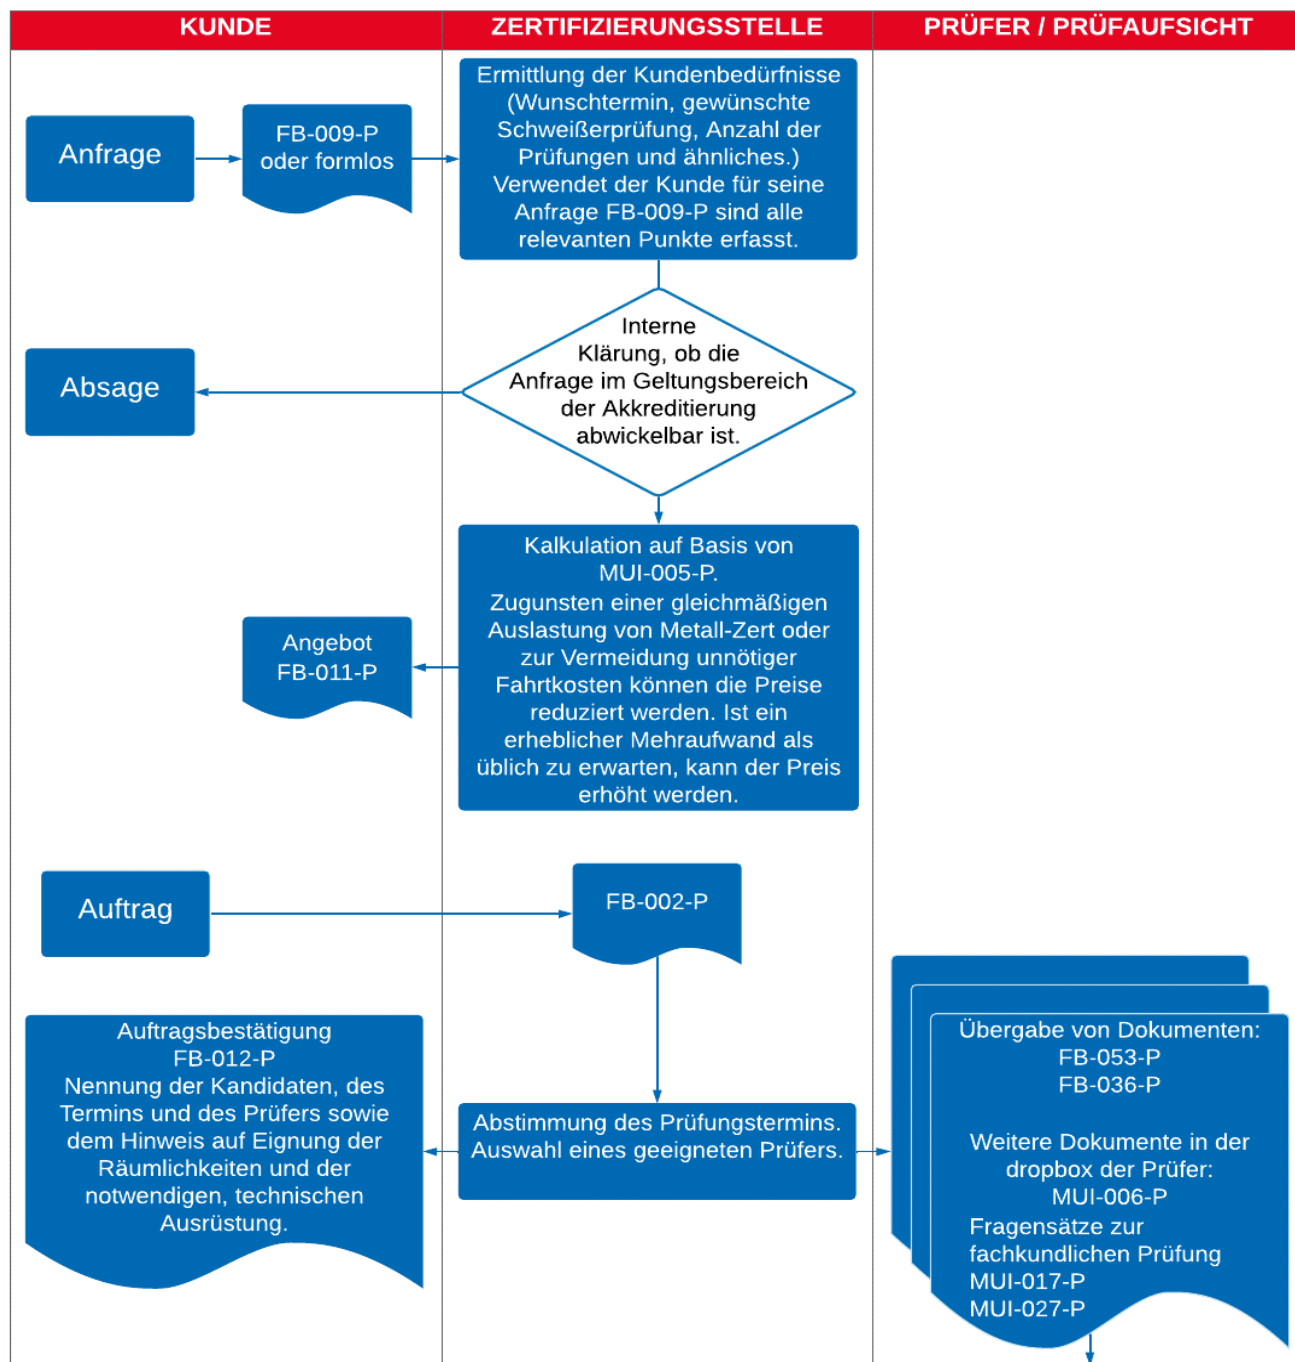 KUNDE
ZERTIFIZIERUNGSSTELLE
PRÜFER / PRÜFAUFSICHT
Anfrage
FB-009-P
oder formlos
Ermittlung der Kundenbedürfnisse
(Wunschtermin, gewünschte
Schweißerprüfung, Anzahl der
Prüfungen und ähnliches.)
Verwendet der Kunde für seine
Anfrage FB-009-P sind alle
relevanten Punkte erfasst.
Absage
Interne
Klärung, ob die
Anfrage im Geltungsbereich
der Akkreditierung
abwickelbar ist.
Angebot
FB-011-P
Kalkulation auf Basis von
MUI-005-P.
Zugunsten einer gleichmäßigen
Auslastung von Metall-Zert oder
zur Vermeidung unnötiger
Fahrtkosten können die Preise
reduziert werden. Ist ein
erheblicher Mehraufwand als
üblich zu erwarten, kann der Preis
erhöht werden.
Auftrag
FB-002-P
Auftragsbestätigung
FB-012-P
Nennung der Kandidaten, des
Termins und des Prüfers sowie
dem Hinweis auf Eignung der
Räumlichkeiten und der
notwendigen, technischen
Ausrüstung.
Abstimmung des Prüfungstermins.
Auswahl eines geeigneten Prüfers.
Übergabe von Dokumenten:
FB-053-P
FB-036-P
Weitere Dokumente in der
dropbox der Prüfer:
MUI-006-P
Fragensätze zur
fachkundlichen Prüfung
MUI-017-P
MUI-027-P